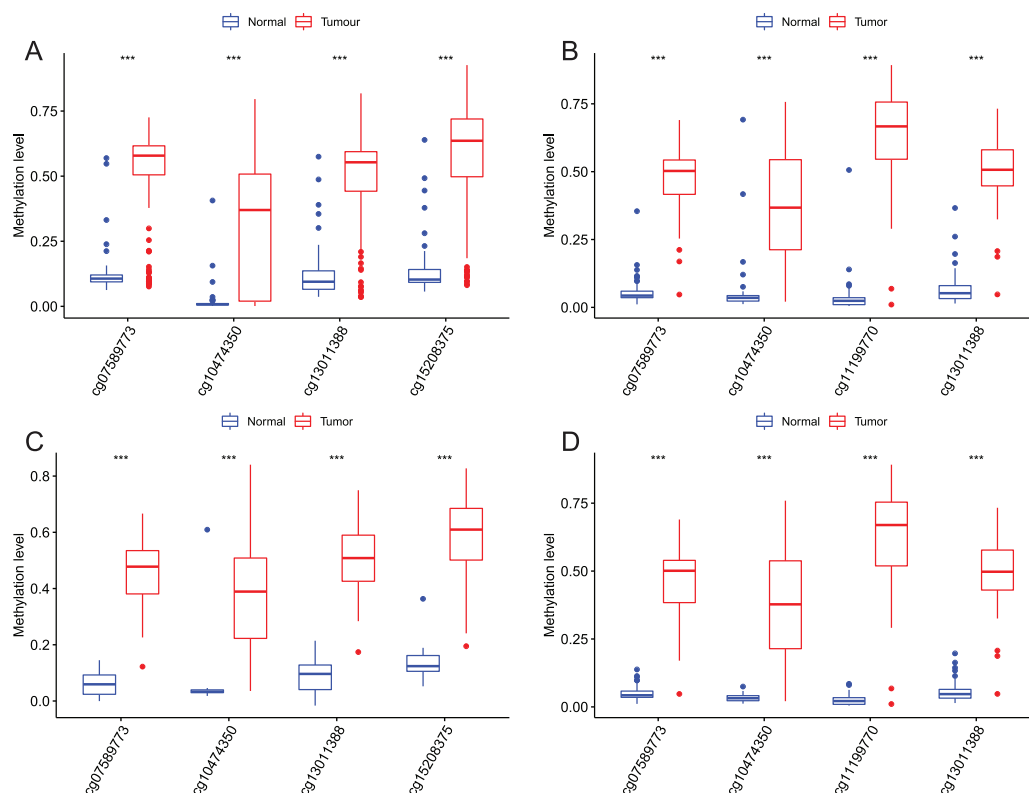 Normal Tumour
A
*** *** *** ***
Methylation level
0.75
0.50
0.25
0.00
cg07589773
cg10474350
cg13011388
cg15208375
Normal Tumor
B
*** *** *** ***
Methylation level
0.75
0.50
0.25
0.00
cg07589773
cg10474350
cg11199770
cg13011388
Normal Tumor
C
*** *** *** ***
Methylation level
0.8
0.6
0.4
0.2
0.0
cg07589773
cg10474350
cg13011388
cg15208375
Normal Tumor
D
*** *** *** ***
Methylation level
0.75
0.50
0.25
0.00
cg07589773
cg10474350
cg11199770
cg13011388